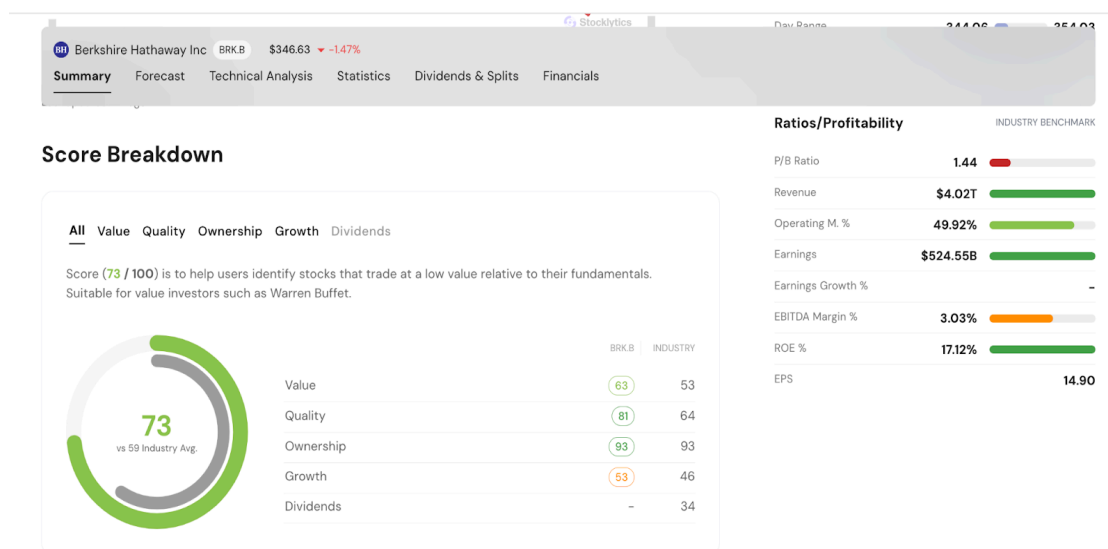 Stocklytics
Day Range 344.06 354.03
BH Berkshire Hathaway Inc BRK.B $346.63 -1.47%
Summary Forecast Technical Analysis Statistics Dividends & Splits Financials
Score Breakdown
All Value Quality Ownership Growth Dividends
Score (73 / 100) is to help users identify stocks that trade at a low value relative to their fundamentals.
Suitable for value investors such as Warren Buffet.
73
vs 59 Industry Avg.
BRK.B INDUSTRY
Value 63 53
Quality 81 64
Ownership 93 93
Growth 53 46
Dividends - 34
Ratios/Profitability INDUSTRY BENCHMARK
P/B Ratio 1.44
Revenue $4.02T
Operating M. % 49.92%
Earnings $524.55B
Earnings Growth % -
EBITDA Margin % 3.03%
ROE % 17.12%
EPS 14.90